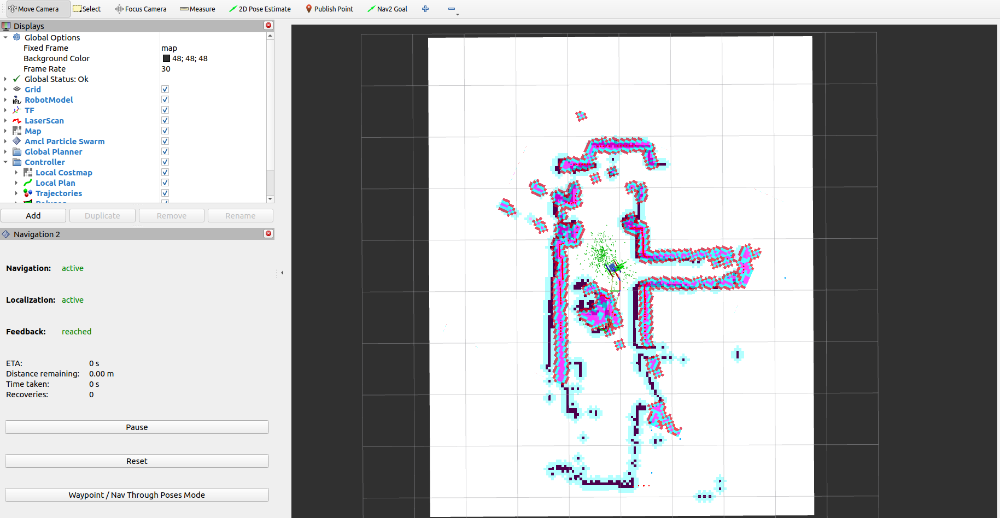 Move Camera Select Focus Camera Measure 2D Pose Estimate Publish Point Nav2 Goal
Displays
Global Options
Fixed Frame map
Background Color 48; 48; 48
Frame Rate 30
Global Status: Ok
Grid
RobotModel
TF
LaserScan
Map
Amcl Particle Swarm
Global Planner
Controller
Local Costmap
Local Plan
Trajectories
Add Duplicate Remove Rename
Navigation 2
Navigation: active
Localization: active
Feedback: reached
ETA: 0 s
Distance remaining: 0.00 m
Time taken: 0 s
Recoveries: 0
Pause
Reset
Waypoint / Nav Through Poses Mode